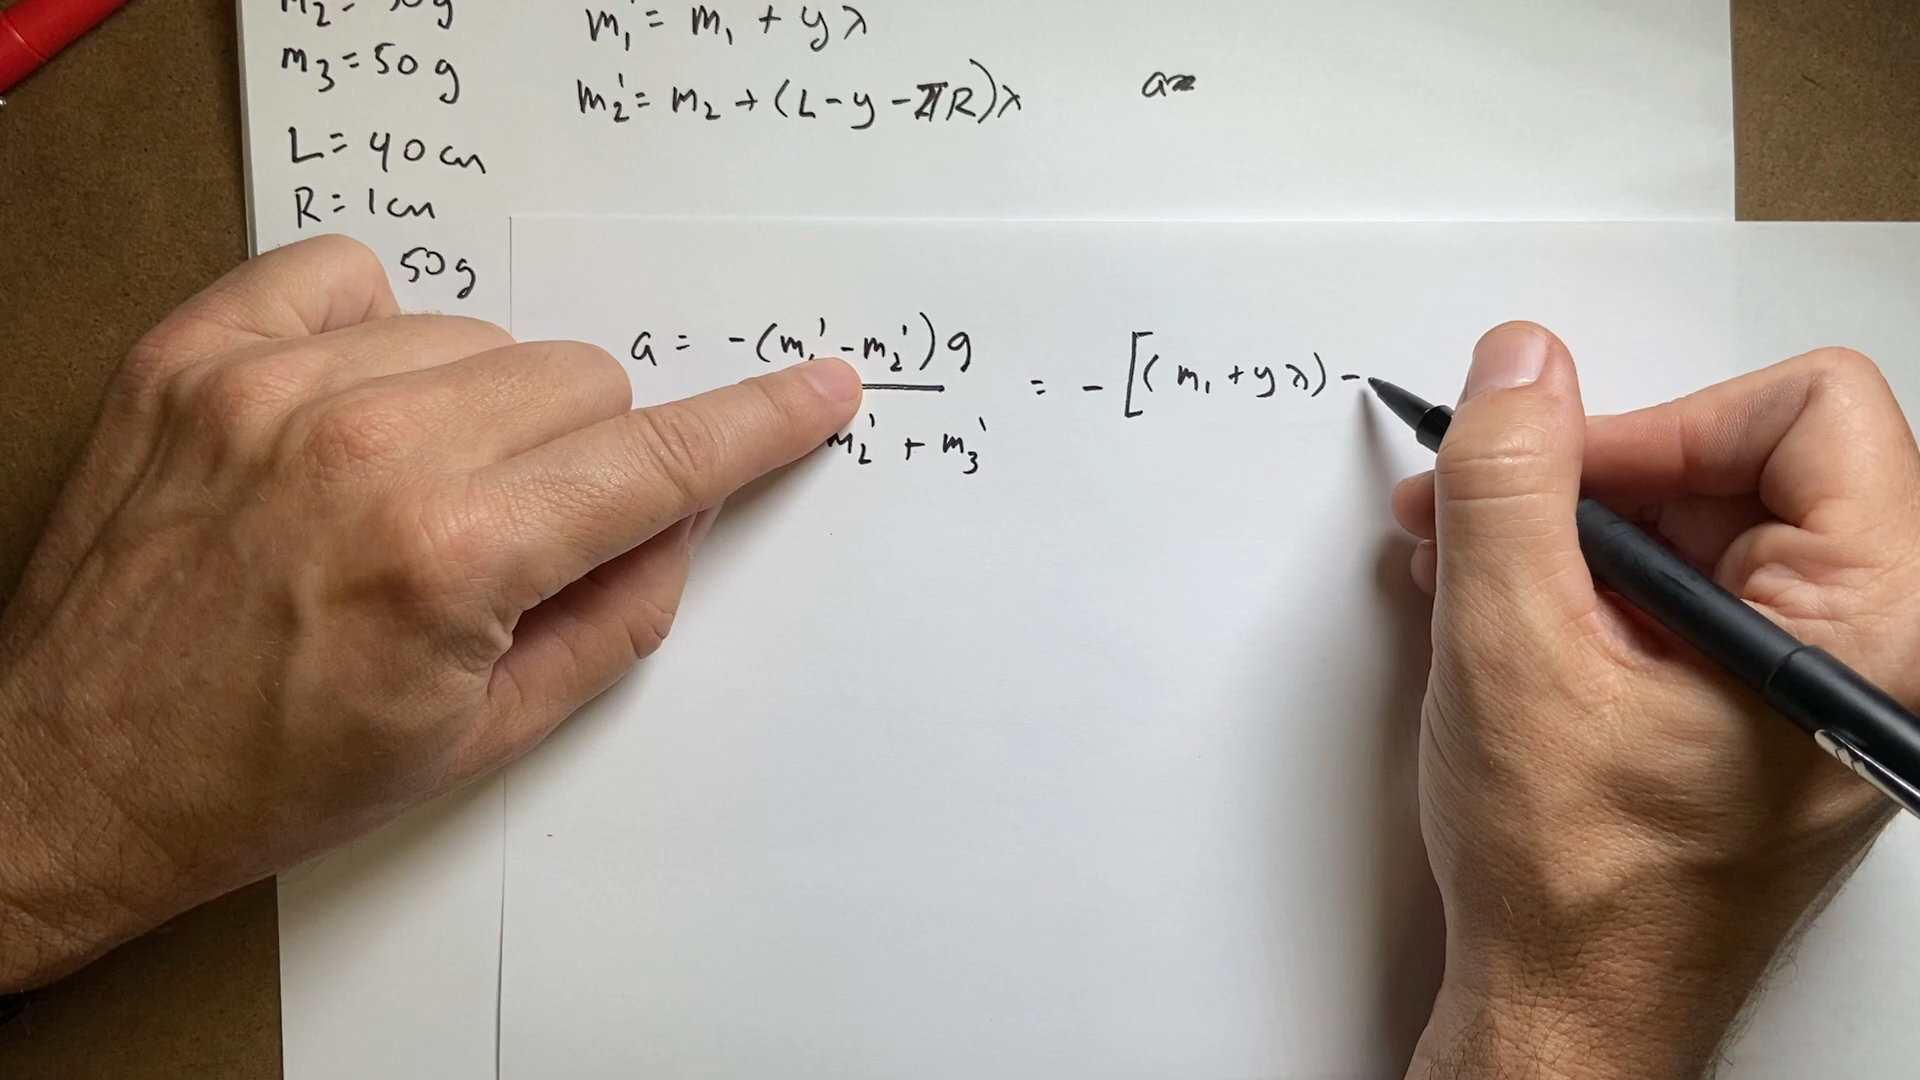 m₃ = 50 g
L = 40 cm
R = 1 cm
50 g
m₁' = m₁ + yλ
m₂' = m₂ + (L - y - πR)λ
a
a = -(m₁' - m₂')g
m₂' + m₃'
= - [(m₁ + yλ) -